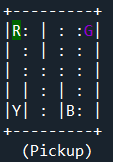 +---------+
|R: | : :G|
| : | : : |
| : : : : |
| | : | : |
|Y| : |B: |
+---------+
  (Pickup)